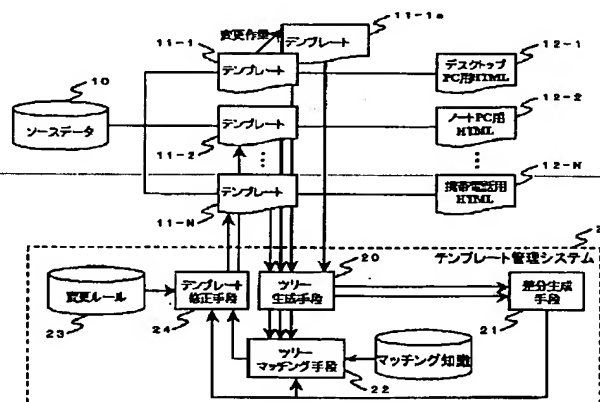 11-1
変更作業
テンプレート
11-1a
テンプレート
12-1
デスクトップ
PC用HTML
10
ソースデータ
テンプレート
11-2
12-2
ノートPC用
HTML
テンプレート
11-N
12-N
携帯電話用
HTML
2
テンプレート管理システム
変更ルール
23
テンプレート
修正手段
24
ツリー
生成手段
20
差分生成
手段
21
ツリー
マッチング手段
22
マッチング知識